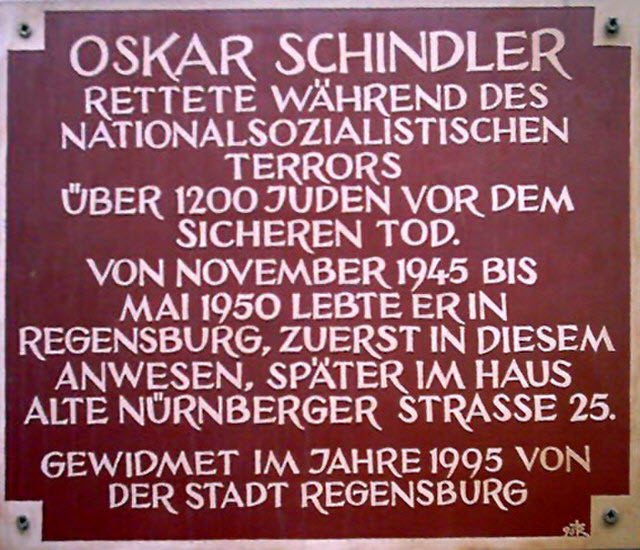 OSKAR SCHINDLER
RETTETE WÄHREND DES
NATIONALSOZIALISTISCHEN
TERRORS
ÜBER 1200 JUDEN VOR DEM
SICHEREN TOD.
VON NOVEMBER 1945 BIS
MAI 1950 LEBTE ER IN
REGENSBURG, ZUERST IN DIESEM
ANWESEN, SPÄTER IM HAUS
ALTE NÜRNBERGER STRASSE 25.
GEWIDMET IM JAHRE 1995 VON
DER STADT REGENSBURG